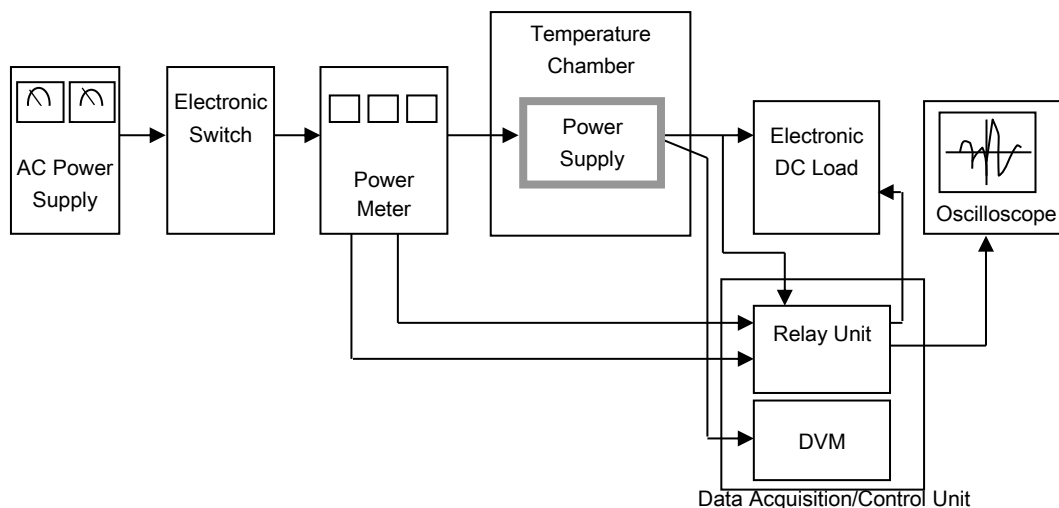 AC Power
Supply
Electronic
Switch
Power
Meter
Temperature
Chamber
Power
Supply
Electronic
DC Load
Oscilloscope
Relay Unit
DVM
Data Acquisition/Control Unit